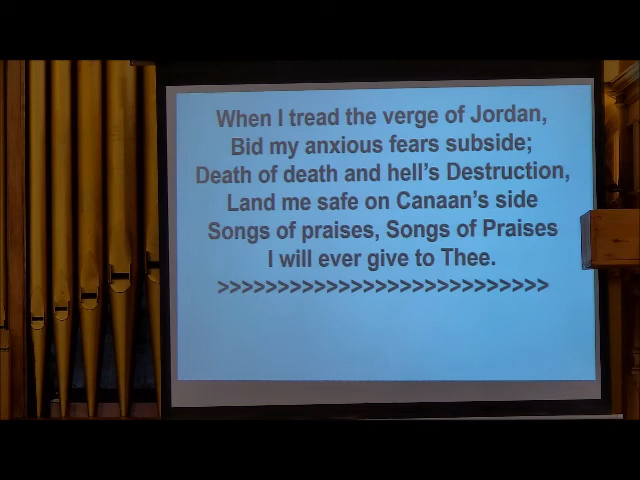 When I tread the verge of Jordan,
Bid my anxious fears subside;
Death of death and hell's Destruction,
Land me safe on Canaan's side
Songs of praises, Songs of Praises
I will ever give to Thee.
>>>>>>>>>>>>>>>>>>>>>>>>>>>